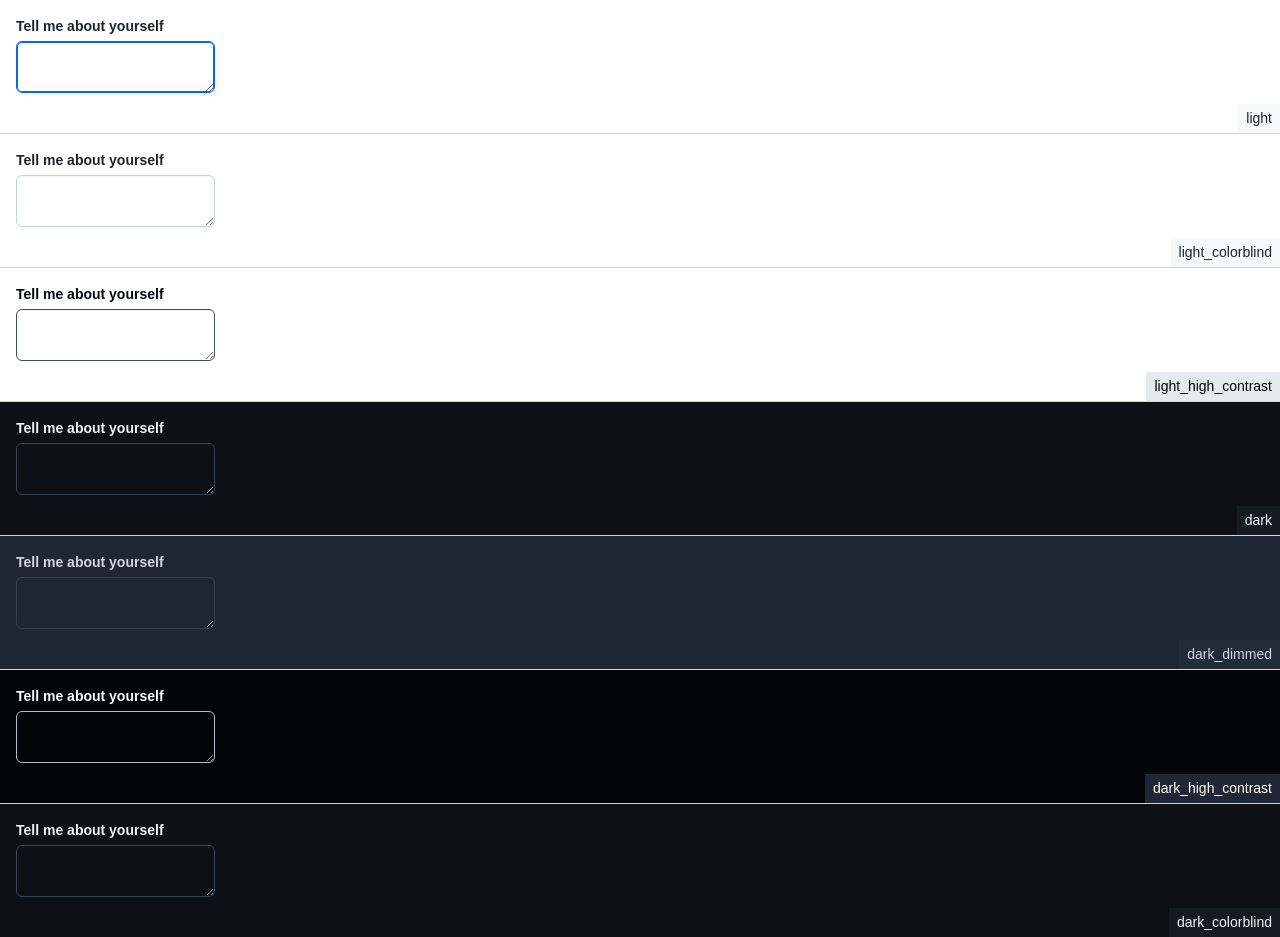 Tell me about yourself
light
Tell me about yourself
light_colorblind
Tell me about yourself
light_high_contrast
Tell me about yourself
dark
Tell me about yourself
dark_dimmed
Tell me about yourself
dark_high_contrast
Tell me about yourself
dark_colorblind